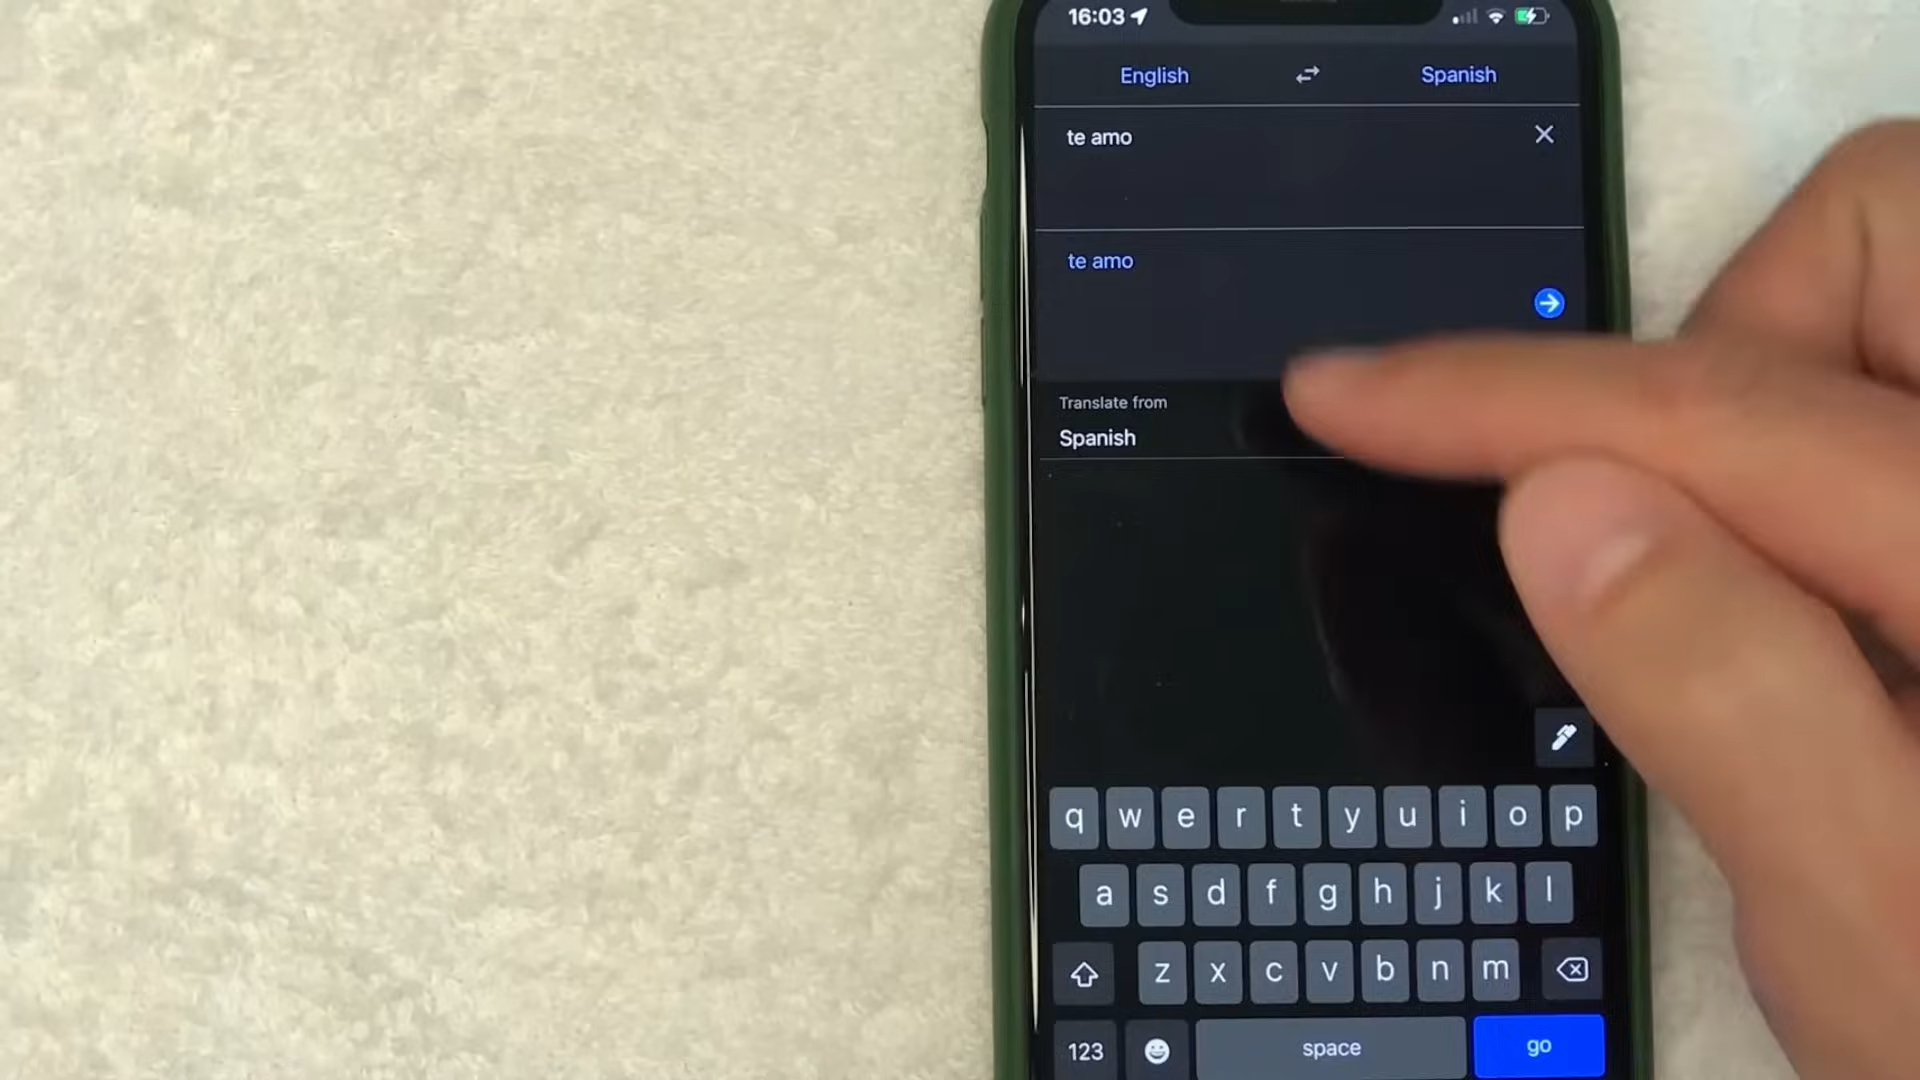 16:03
English Spanish
te amo
te amo
Translate from
Spanish
q w e r t y u i o p
a s d f g h j k l
z x c v b n m
123 space go